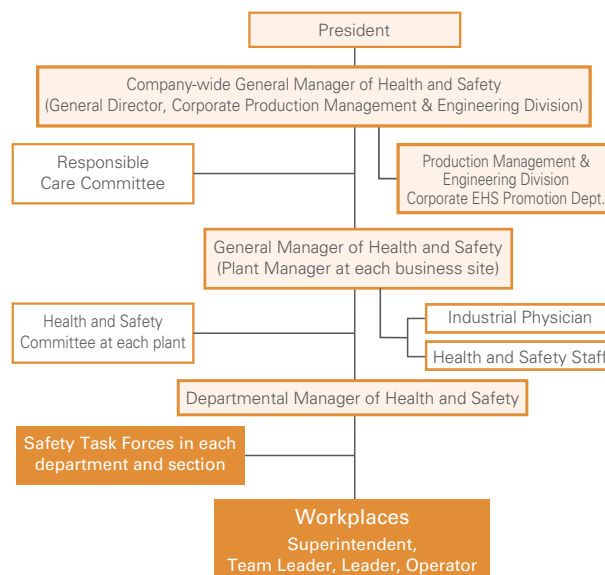 President
Company-wide General Manager of Health and Safety
(General Director, Corporate Production Management & Engineering Division)
Responsible
Care Committee
Production Management &
Engineering Division
Corporate EHS Promotion Dept.
General Manager of Health and Safety
(Plant Manager at each business site)
Health and Safety
Committee at each plant
Industrial Physician
Health and Safety Staff
Departmental Manager of Health and Safety
Safety Task Forces in each
department and section
Workplaces
Superintendent,
Team Leader, Leader, Operator